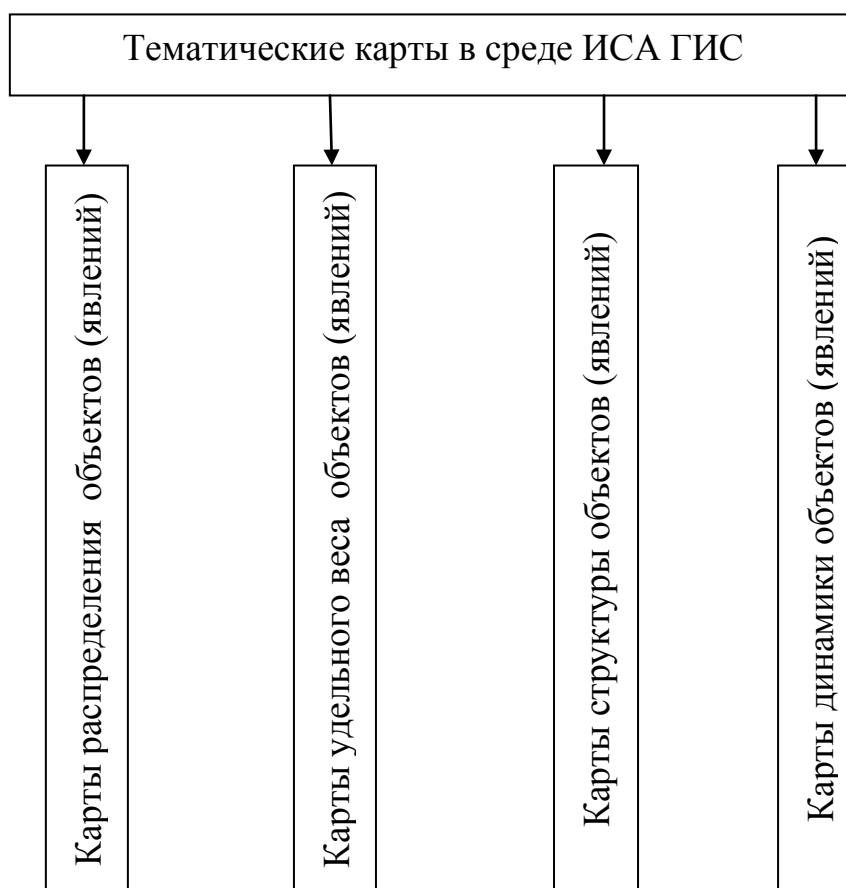 Тематические карты в среде ИСА ГИС
Карты распределения объектов (явлений)
Карты удельного веса объектов (явлений)
Карты структуры объектов (явлений)
Карты динамики объектов (явлений)